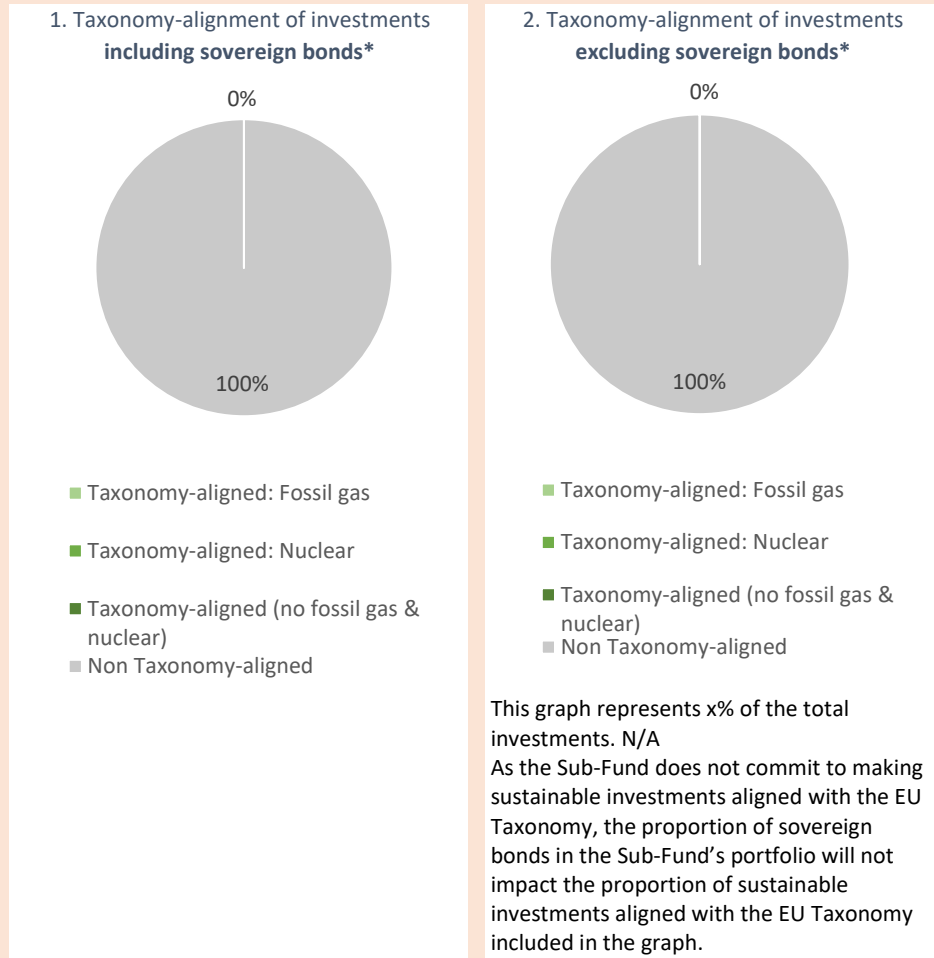 1. Taxonomy-alignment of investments
including sovereign bonds*
0%
100%
Taxonomy-aligned: Fossil gas
Taxonomy-aligned: Nuclear
Taxonomy-aligned (no fossil gas &
nuclear)
Non Taxonomy-aligned
2. Taxonomy-alignment of investments
excluding sovereign bonds*
0%
100%
Taxonomy-aligned: Fossil gas
Taxonomy-aligned: Nuclear
Taxonomy-aligned (no fossil gas &
nuclear)
Non Taxonomy-aligned
This graph represents x% of the total
investments. N/A
As the Sub-Fund does not commit to making
sustainable investments aligned with the EU
Taxonomy, the proportion of sovereign
bonds in the Sub-Fund’s portfolio will not
impact the proportion of sustainable
investments aligned with the EU Taxonomy
included in the graph.